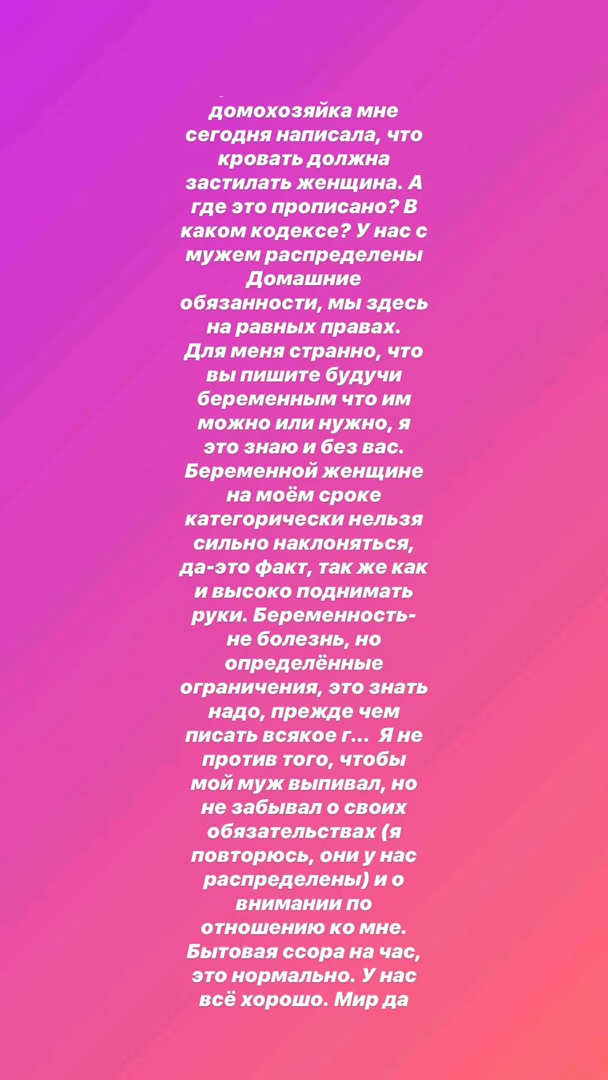 домохозяйка мне
сегодня написала, что
кровать должна
застилать женщина. А
где это прописано? В
каком кодексе? У нас с
мужем распределены
Домашние
обязанности, мы здесь
на равных правах.
Для меня странно, что
вы пишите будучи
беременным что им
можно или нужно, я
это знаю и без вас.
Беременной женщине
на моём сроке
категорически нельзя
сильно наклоняться,
да-это факт, так же как
и высоко поднимать
руки. Беременность-
не болезнь, но
определённые
ограничения, это знать
надо, прежде чем
писать всякое г... Я не
против того, чтобы
мой муж выпивал, но
не забывал о своих
обязательствах (я
повторюсь, они у нас
распределены) и о
внимании по
отношению ко мне.
Бытовая ссора на час,
это нормально. У нас
всё хорошо. Мир да